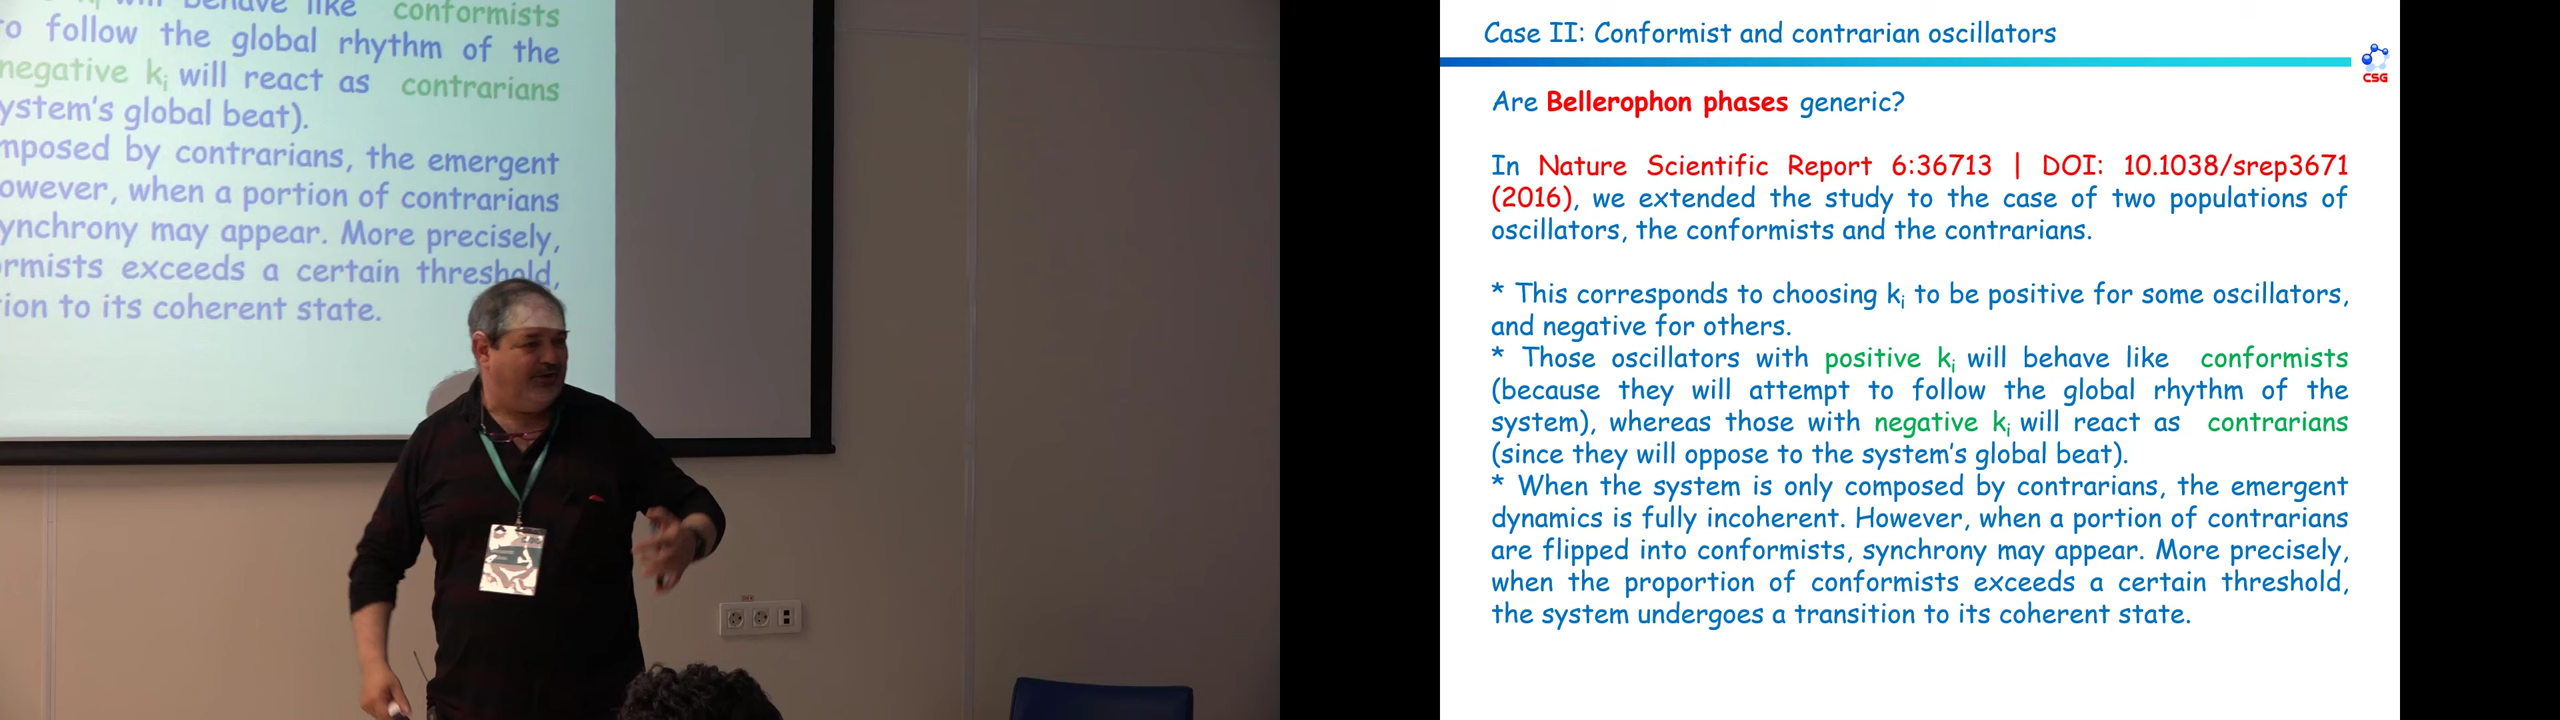 will behave like conformists
to follow the global rhythm of the
negative ki will react as contrarians
system's global beat).
mposed by contrarians, the emergent
owever, when a portion of contrarians
ynchrony may appear. More precisely,
ormists exceeds a certain threshold,
ion to its coherent state.
Case II: Conformist and contrarian oscillators
CSG
Are Bellerophon phases generic?
In Nature Scientific Report 6:36713 | DOI: 10.1038/srep3671
(2016), we extended the study to the case of two populations of
oscillators, the conformists and the contrarians.
* This corresponds to choosing ki to be positive for some oscillators,
and negative for others.
* Those oscillators with positive ki will behave like conformists
(because they will attempt to follow the global rhythm of the
system), whereas those with negative ki will react as contrarians
(since they will oppose to the system's global beat).
* When the system is only composed by contrarians, the emergent
dynamics is fully incoherent. However, when a portion of contrarians
are flipped into conformists, synchrony may appear. More precisely,
when the proportion of conformists exceeds a certain threshold,
the system undergoes a transition to its coherent state.